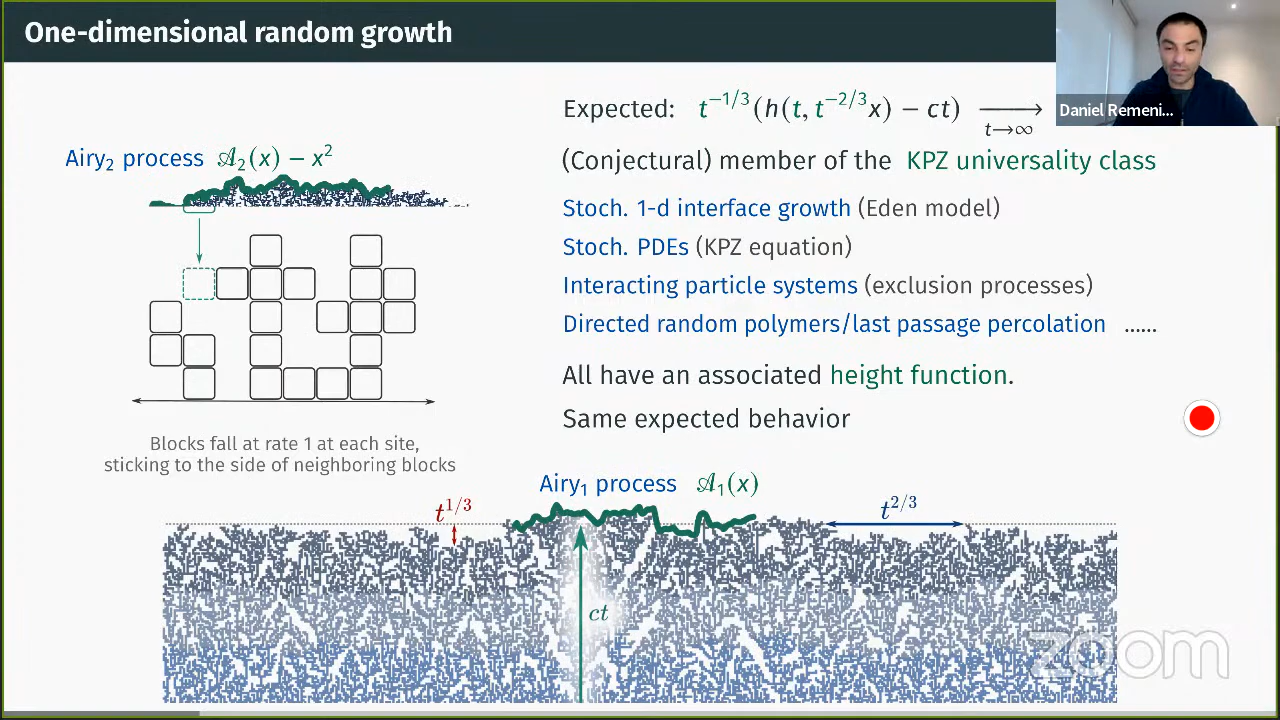 One-dimensional random growth
Daniel Remeni...
Expected: t^{-1/3}(h(t, t^{-2/3}x) − ct) ⟶
t→∞
Airy₂ process 𝒜₂(x) − x²
(Conjectural) member of the KPZ universality class
Stoch. 1-d interface growth (Eden model)
Stoch. PDEs (KPZ equation)
Interacting particle systems (exclusion processes)
Directed random polymers/last passage percolation ......
All have an associated height function.
Same expected behavior
Blocks fall at rate 1 at each site,
sticking to the side of neighboring blocks
Airy₁ process 𝒜₁(x)
t^{1/3}
t^{2/3}
ct
zoom